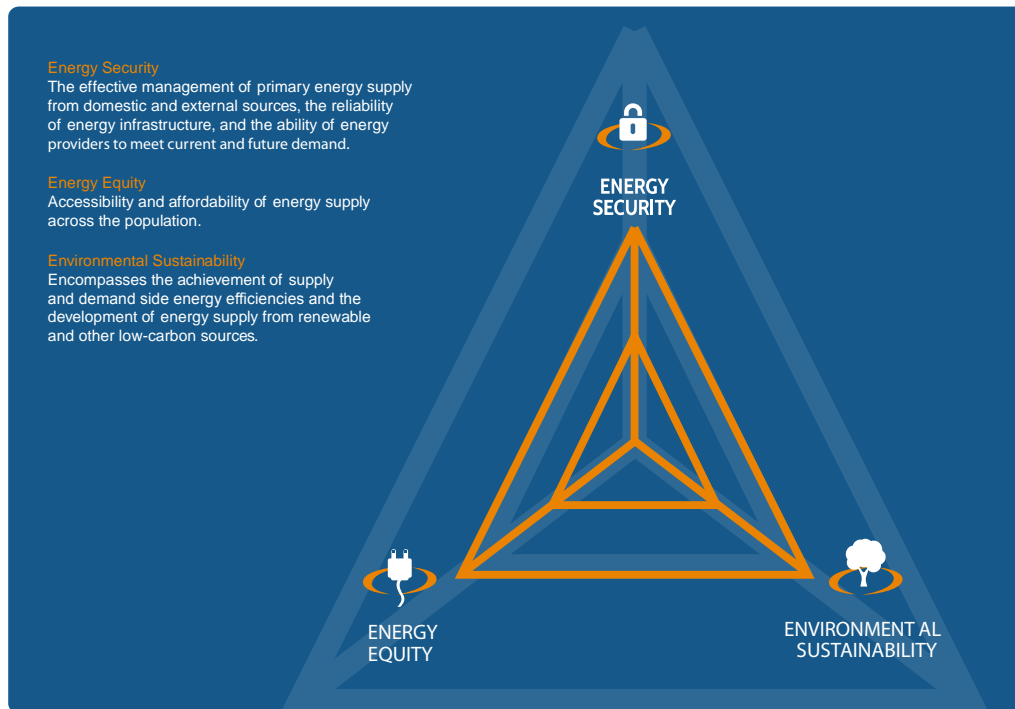 Energy Security
The effective management of primary energy supply
from domestic and external sources, the reliability
of energy infrastructure, and the ability of energy
providers to meet current and future demand.
Energy Equity
Accessibility and affordability of energy supply
across the population.
Environmental Sustainability
Encompasses the achievement of supply
and demand side energy efficiencies and the
development of energy supply from renewable
and other low-carbon sources.
ENERGY
SECURITY
ENERGY
EQUITY
ENVIRONMENT AL
SUSTAINABILITY